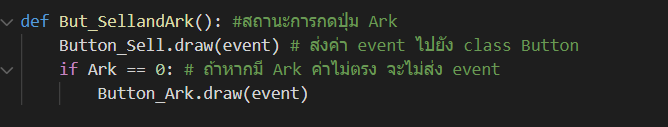 def But_SellandArk(): #สถานะการกดปุ่ม Ark
Button_Sell.draw(event) # ส่งค่า event ไปยัง class Button
if Ark == 0: # ถ้าหากมี Ark ค่าไม่ตรง จะไม่ส่ง event
Button_Ark.draw(event)